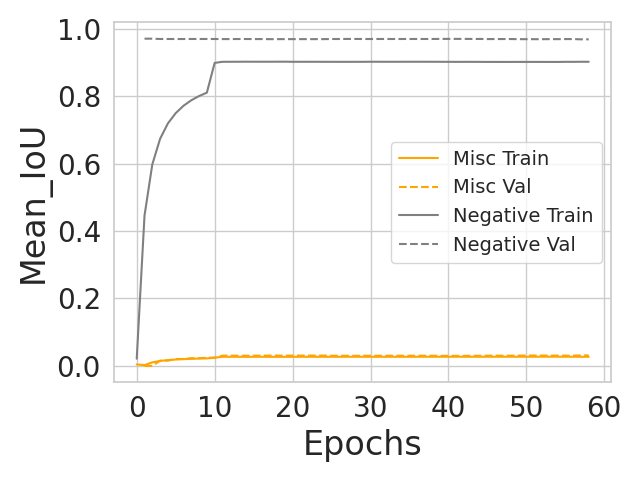 1.0
0.8
0.6
0.4
0.2
0.0
Mean_IoU
Misc Train
Misc Val
Negative Train
Negative Val
0 10 20 30 40 50 60
Epochs